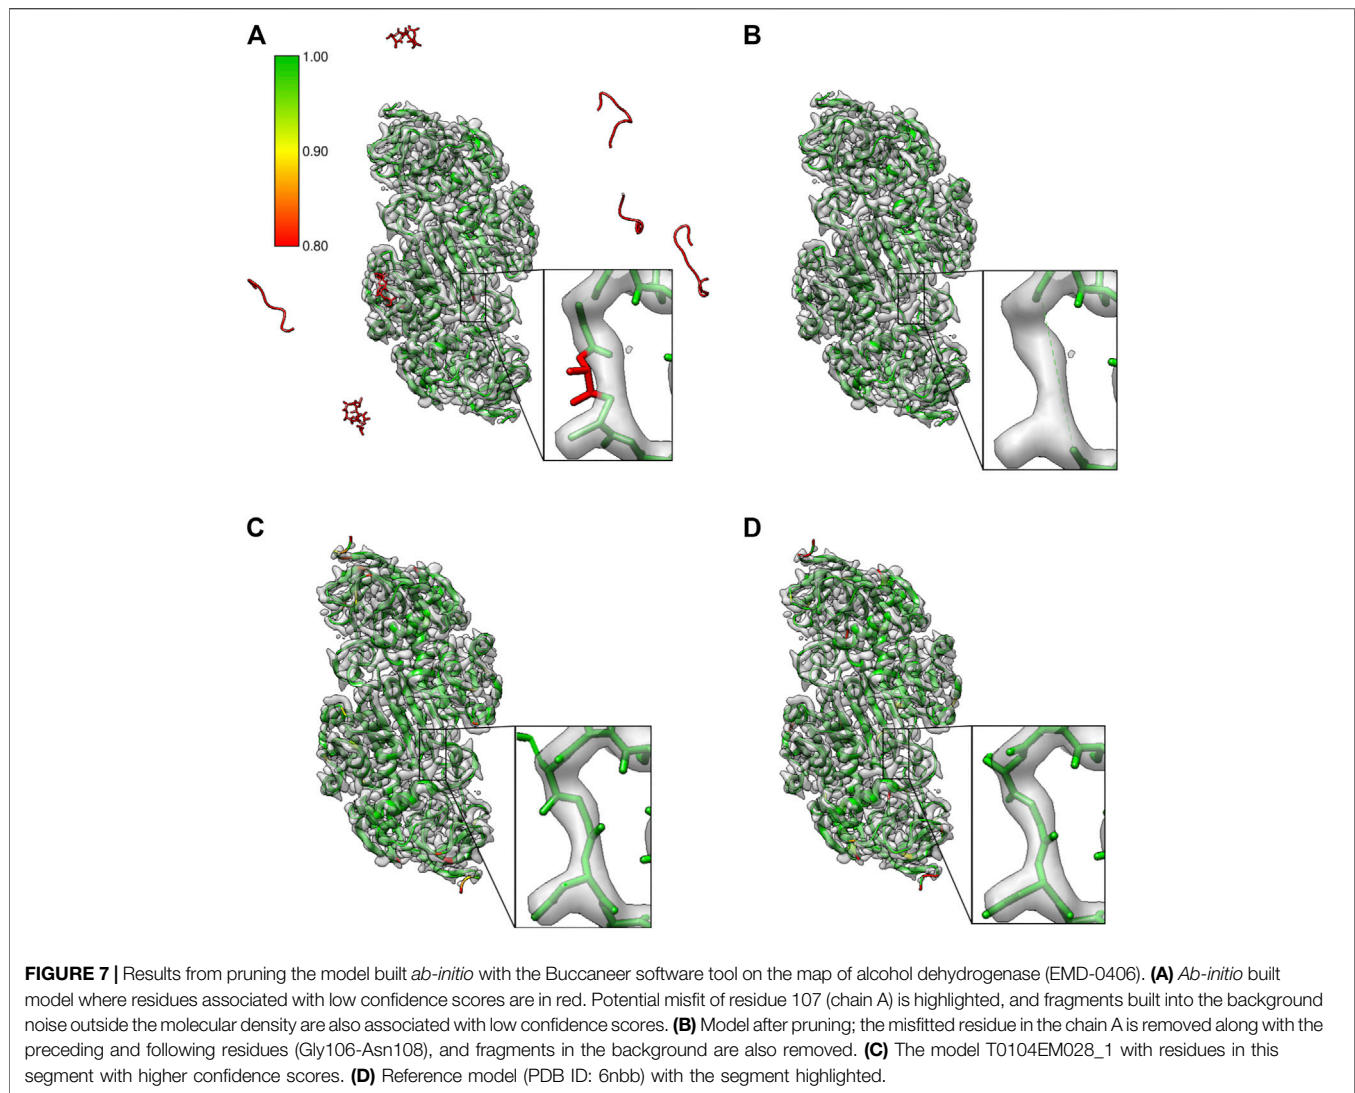 A
B
1.00
0.90
0.80
C
D
FIGURE 7 | Results from pruning the model built ab-initio with the Buccaneer software tool on the map of alcohol dehydrogenase (EMD-0406). (A) Ab-initio built
model where residues associated with low confidence scores are in red. Potential misfit of residue 107 (chain A) is highlighted, and fragments built into the background
noise outside the molecular density are also associated with low confidence scores. (B) Model after pruning; the misfitted residue in the chain A is removed along with the
preceding and following residues (Gly106-Asn108), and fragments in the background are also removed. (C) The model T0104EM028_1 with residues in this
segment with higher confidence scores. (D) Reference model (PDB ID: 6nbb) with the segment highlighted.